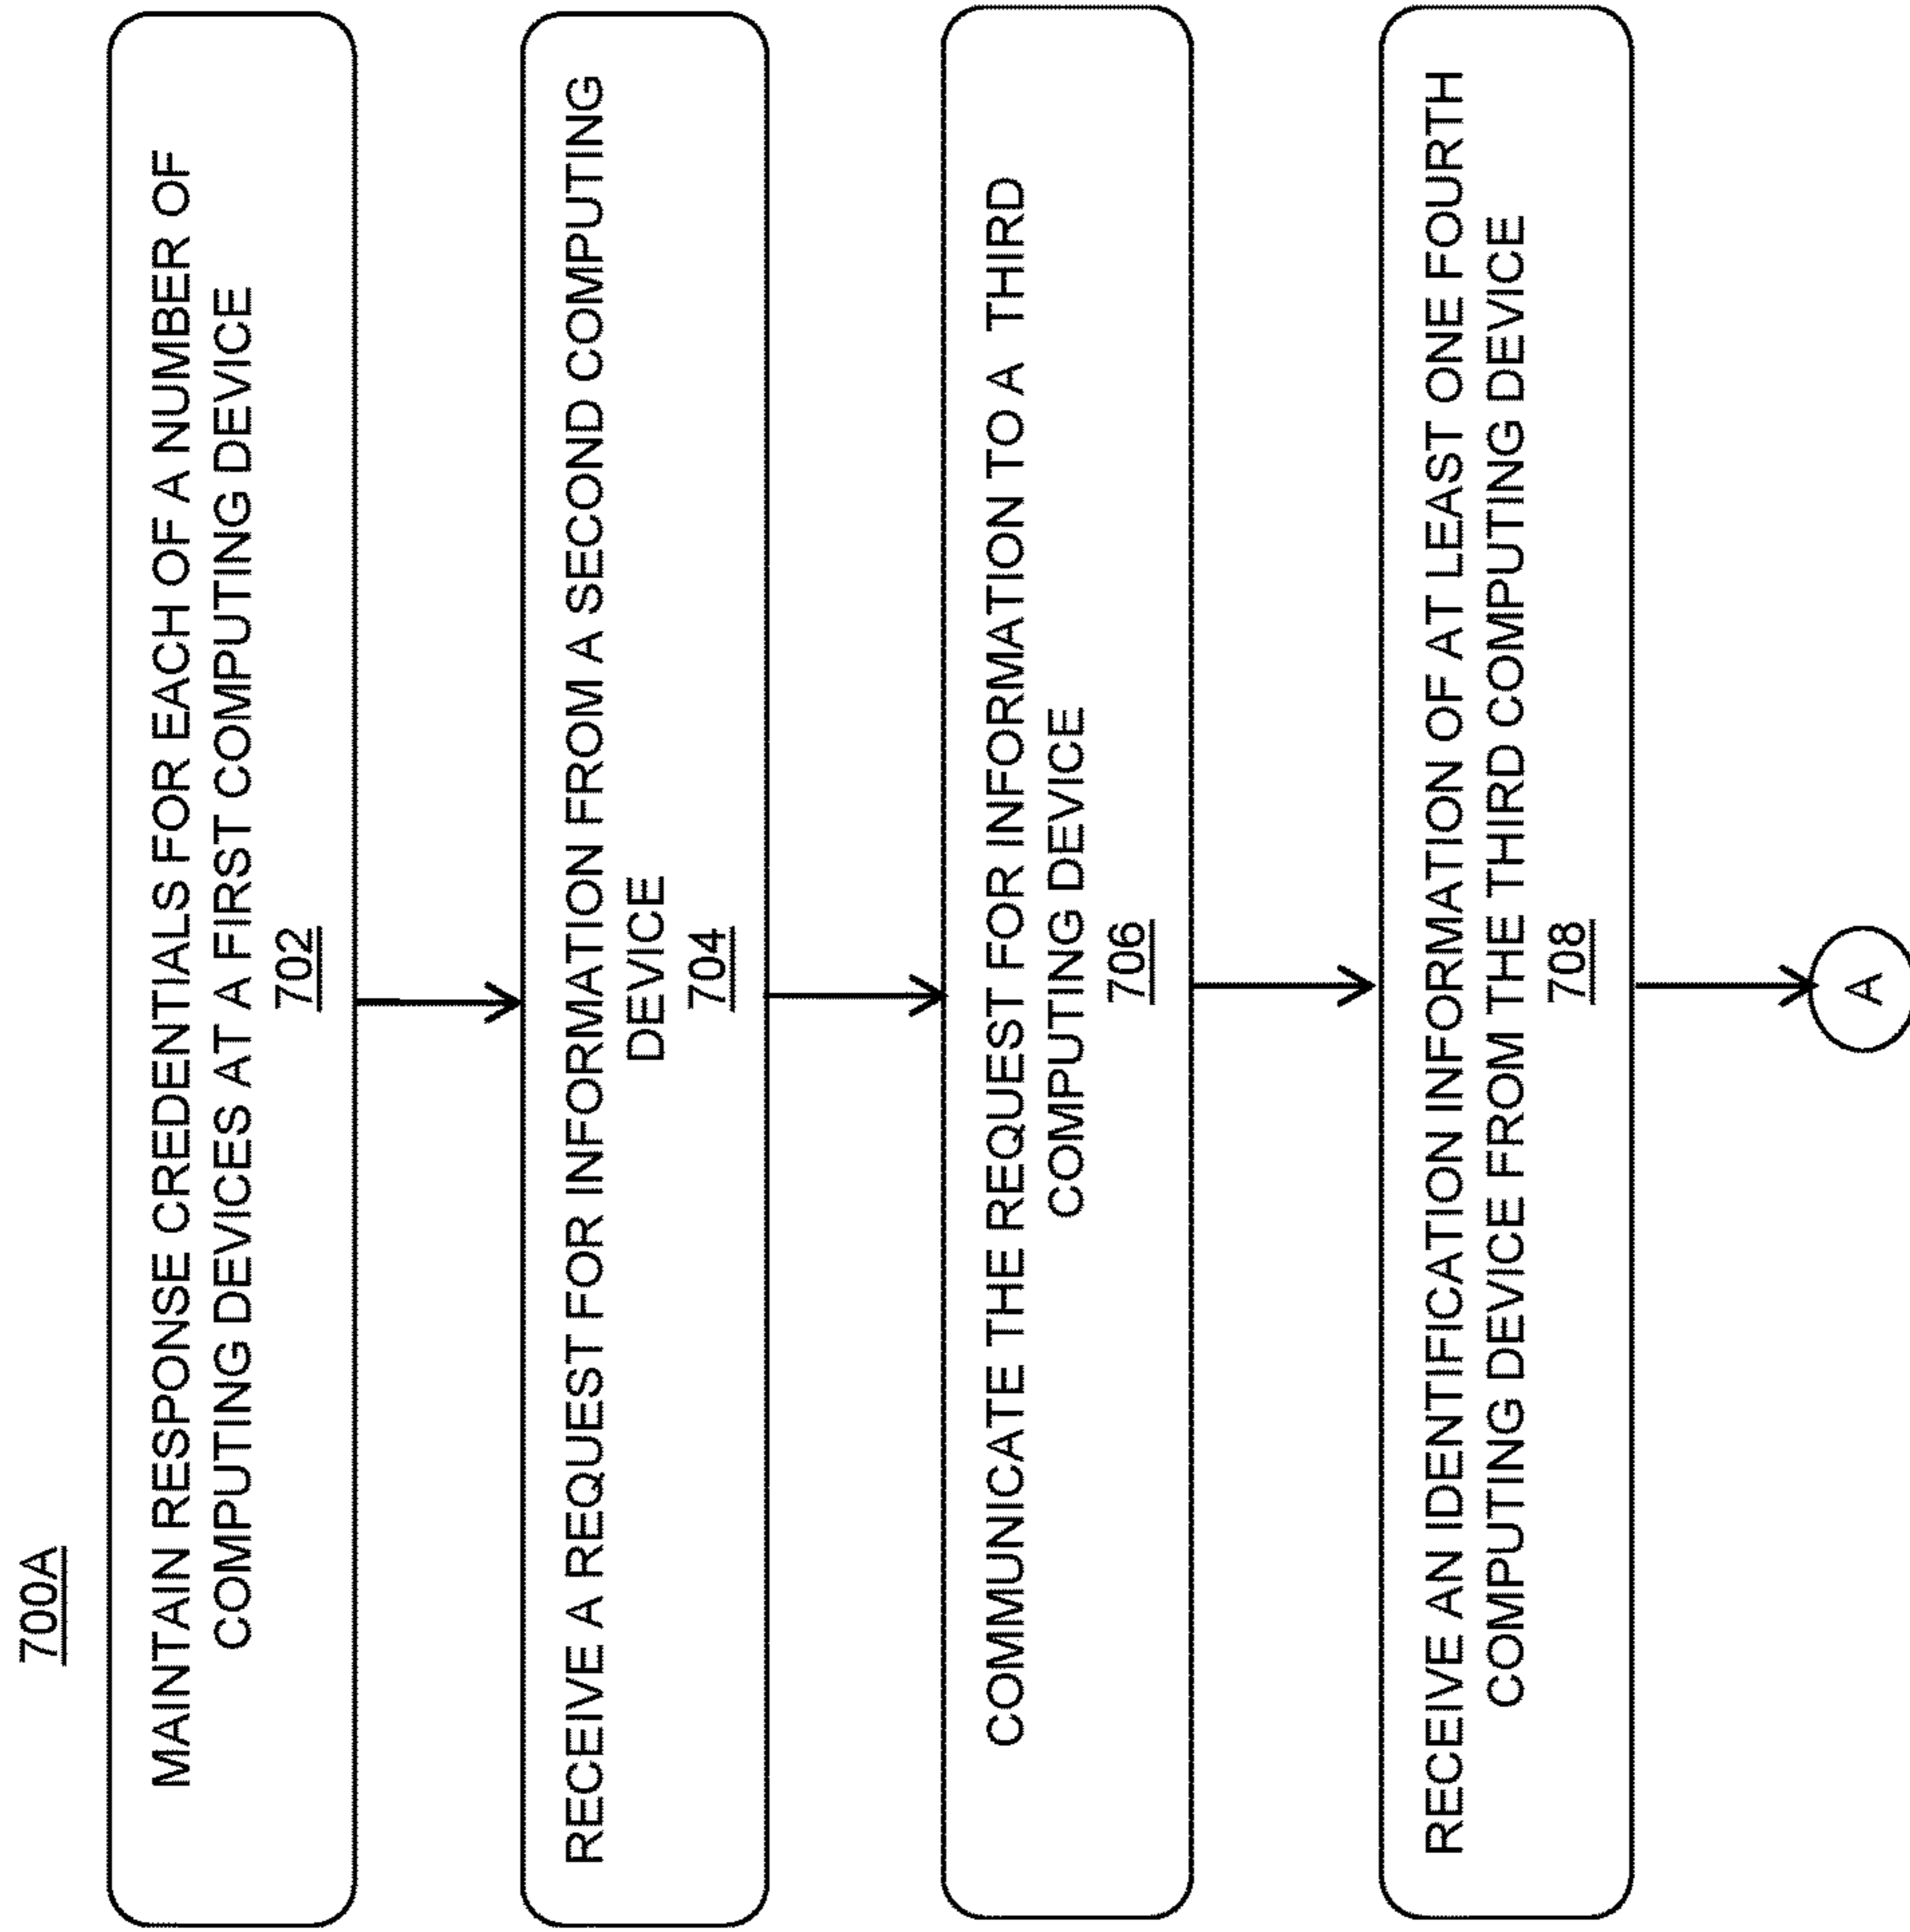 700A
MAINTAIN RESPONSE CREDENTIALS FOR EACH OF A NUMBER OF
COMPUTING DEVICES AT A FIRST COMPUTING DEVICE
702
RECEIVE A REQUEST FOR INFORMATION FROM A SECOND COMPUTING
DEVICE
704
COMMUNICATE THE REQUEST FOR INFORMATION TO A THIRD
COMPUTING DEVICE
706
RECEIVE AN IDENTIFICATION INFORMATION OF AT LEAST ONE FOURTH
COMPUTING DEVICE FROM THE THIRD COMPUTING DEVICE
708
A